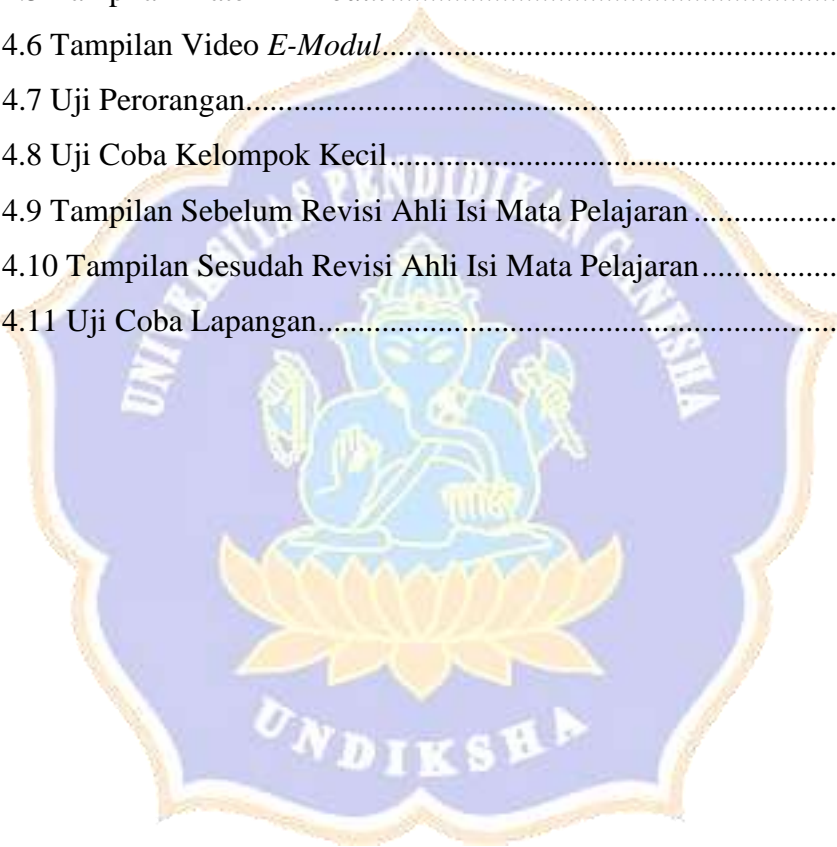 4.6 Tampilan Video E-Modul.......................................................
4.7 Uji Perorangan.........................................................................
4.8 Uji Coba Kelompok Kecil.......................................................
4.9 Tampilan Sebelum Revisi Ahli Isi Mata Pelajaran..................
4.10 Tampilan Sesudah Revisi Ahli Isi Mata Pelajaran.................
4.11 Uji Coba Lapangan................................................................
UNIVERSITAS PENDIDIKAN GANESHA
UNDIKSHA